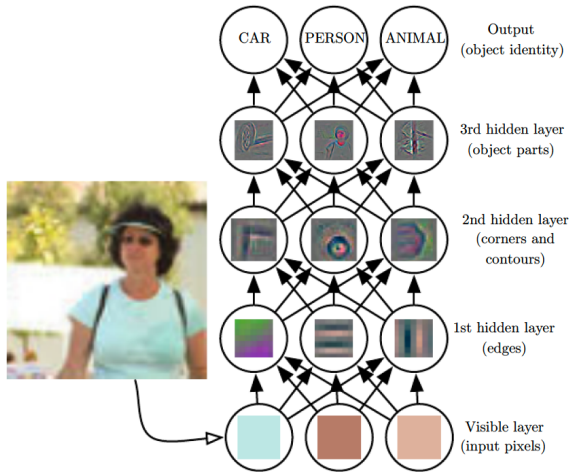 CAR
PERSON
ANIMAL
Output
(object identity)
3rd hidden layer
(object parts)
2nd hidden layer
(corners and
contours)
1st hidden layer
(edges)
Visible layer
(input pixels)